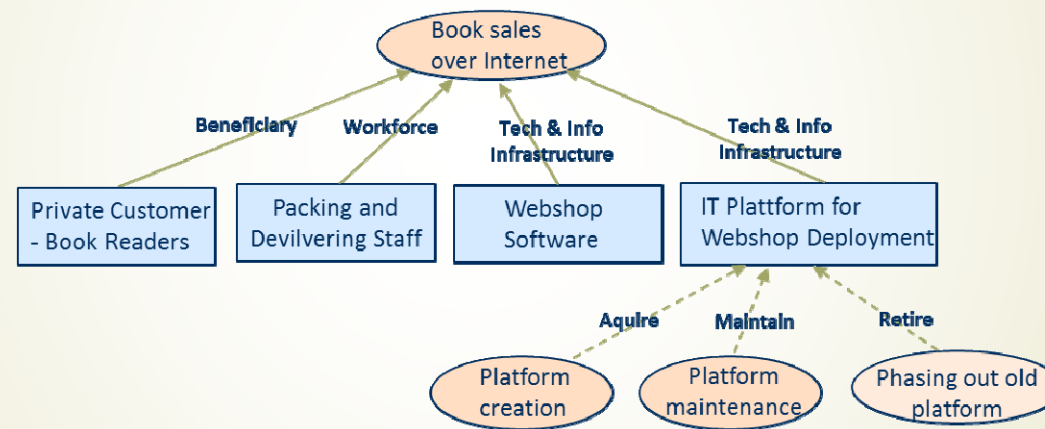 Book sales
over Internet
Beneficiary
Workforce
Tech & Info
Infrastructure
Tech & Info
Infrastructure
Private Customer
- Book Readers
Packing and
Devilvering Staff
Webshop
Software
IT Plattform for
Webshop Deployment
Aquire
Maintain
Retire
Platform
creation
Platform
maintenance
Phasing out old
platform